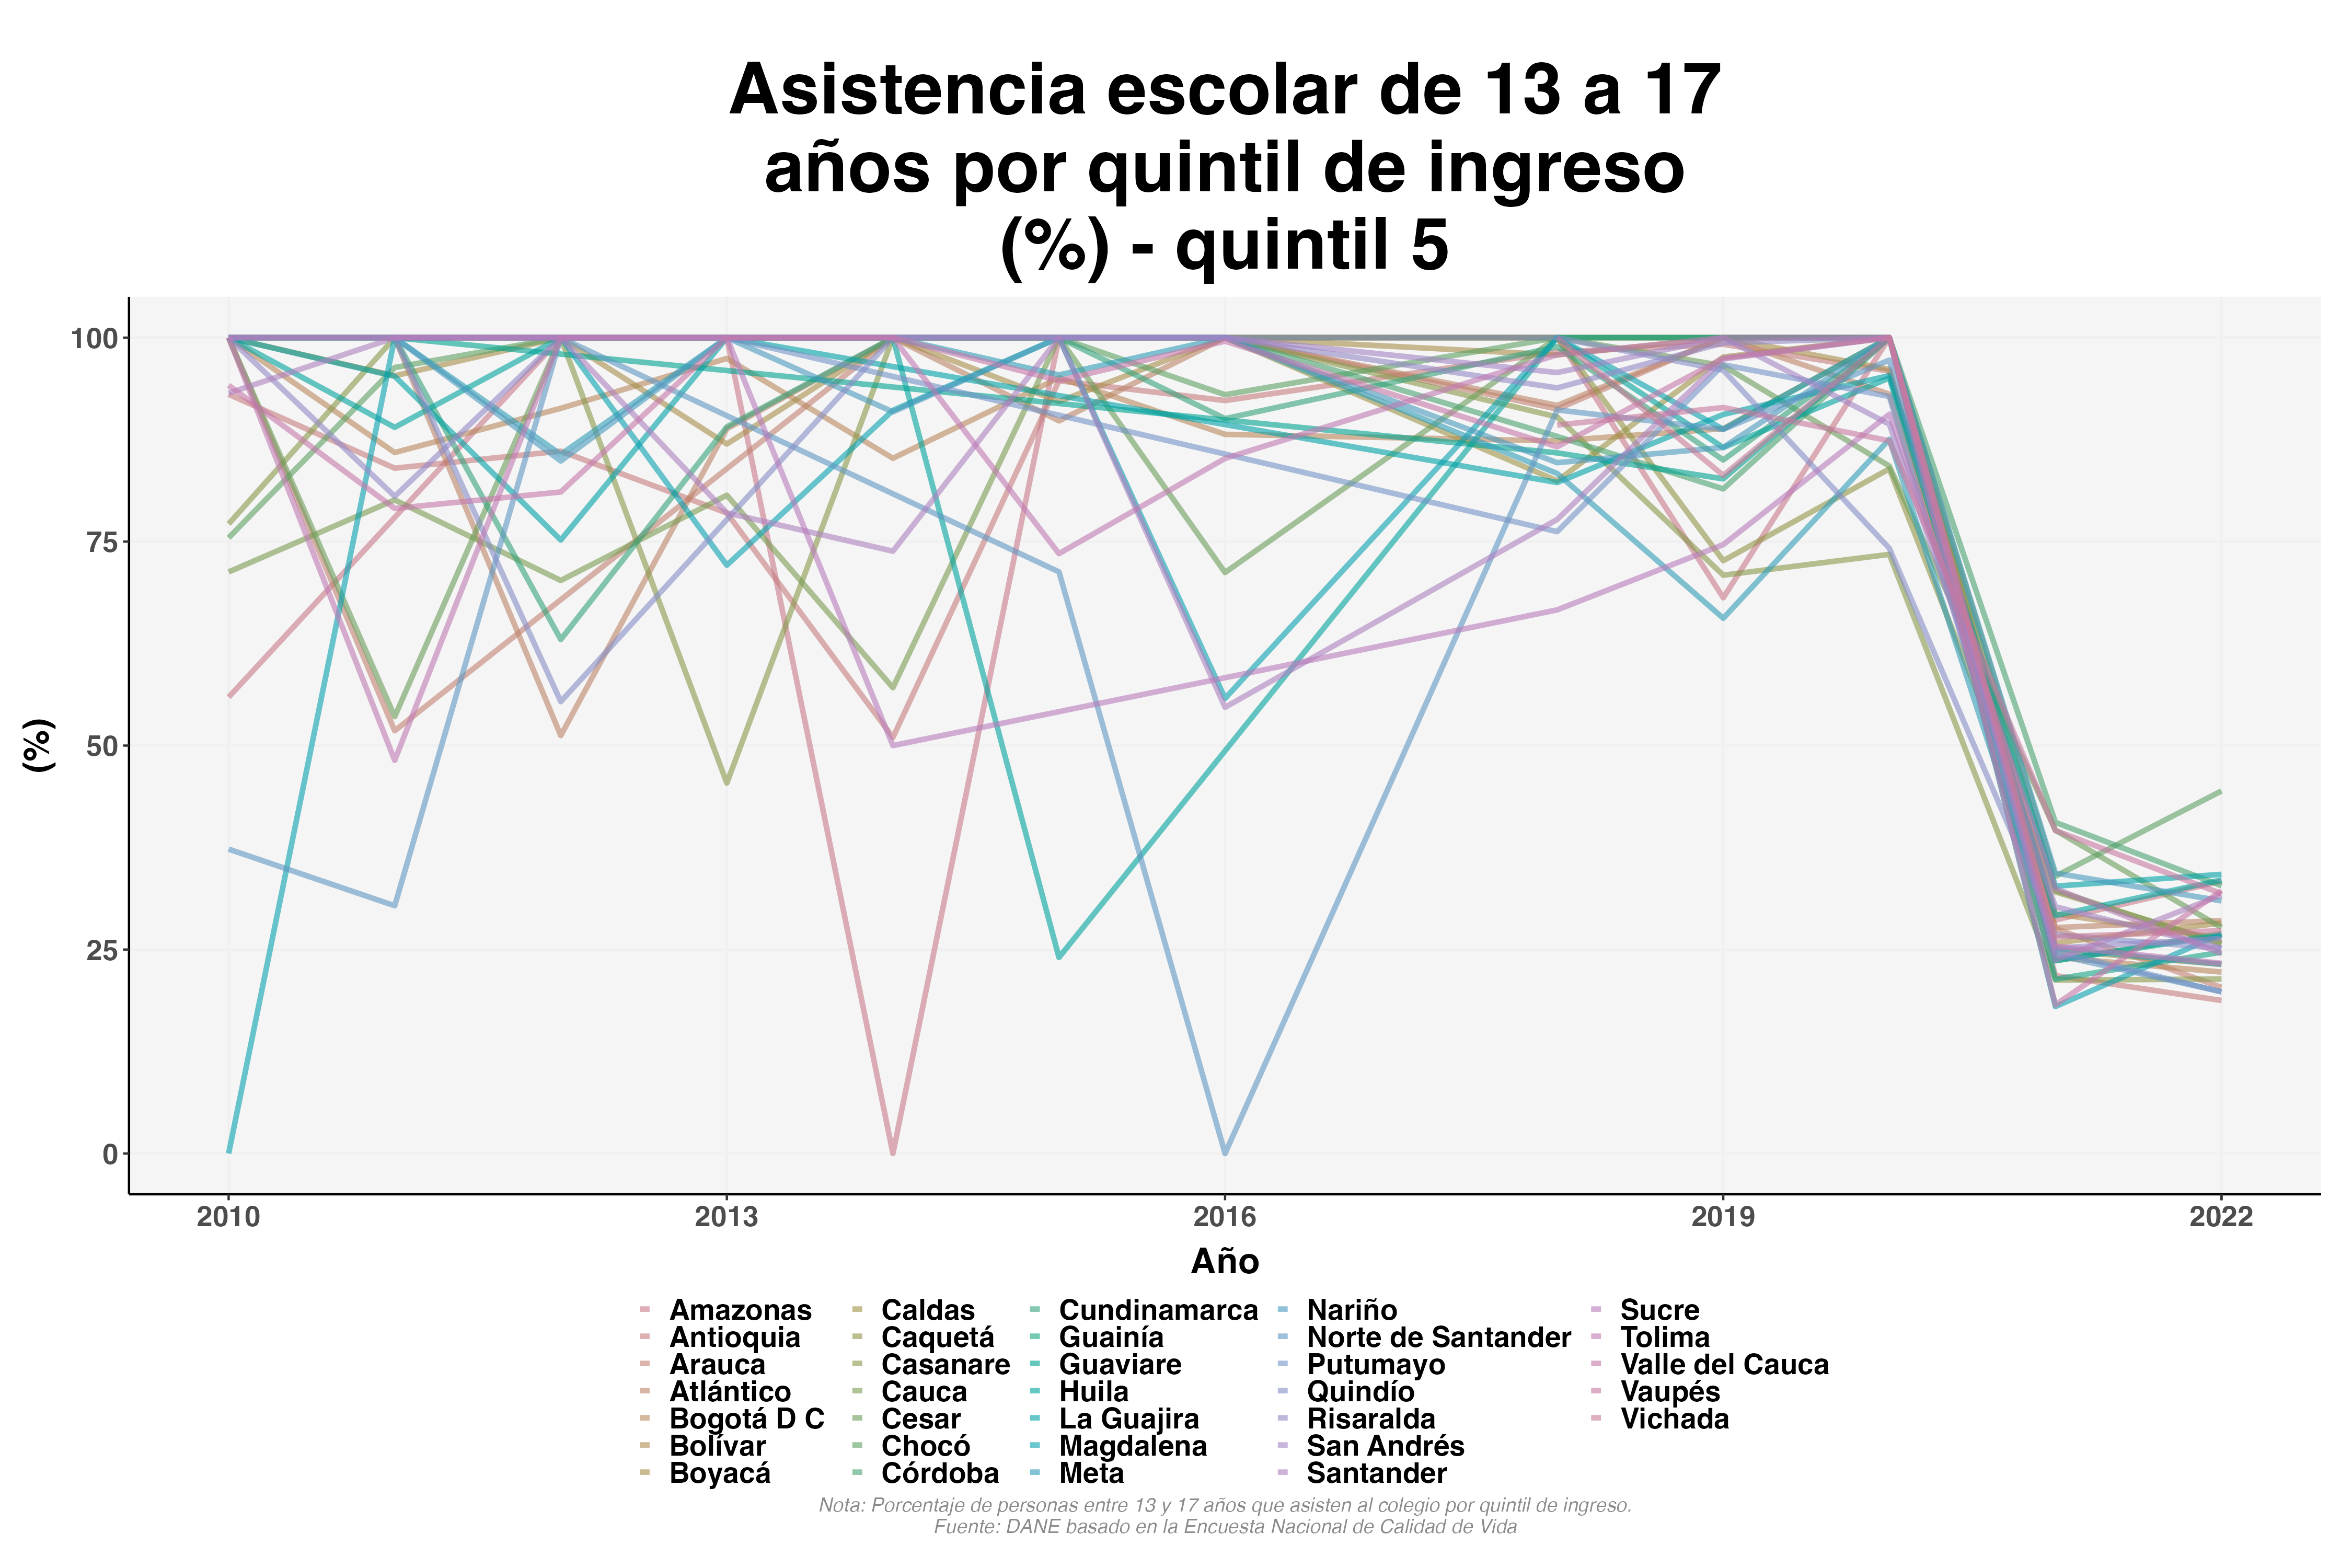 Asistencia escolar de 13 a 17
años por quintil de ingreso
(%) - quintil 5
100
75
50
25
0
(%)
2010 2013 2016 2019 2022
Año
Amazonas Caldas Cundinamarca Nariño Sucre
Antioquia Caquetá Guainía Norte de Santander Tolima
Arauca Casanare Guaviare Putumayo Valle del Cauca
Atlántico Cauca Huila Quindío Vaupés
Bogotá D C Cesar La Guajira Risaralda Vichada
Bolívar Chocó Magdalena San Andrés
Boyacá Córdoba Meta Santander
Nota: Porcentaje de personas entre 13 y 17 años que asisten al colegio por quintil de ingreso.
Fuente: DANE basado en la Encuesta Nacional de Calidad de Vida